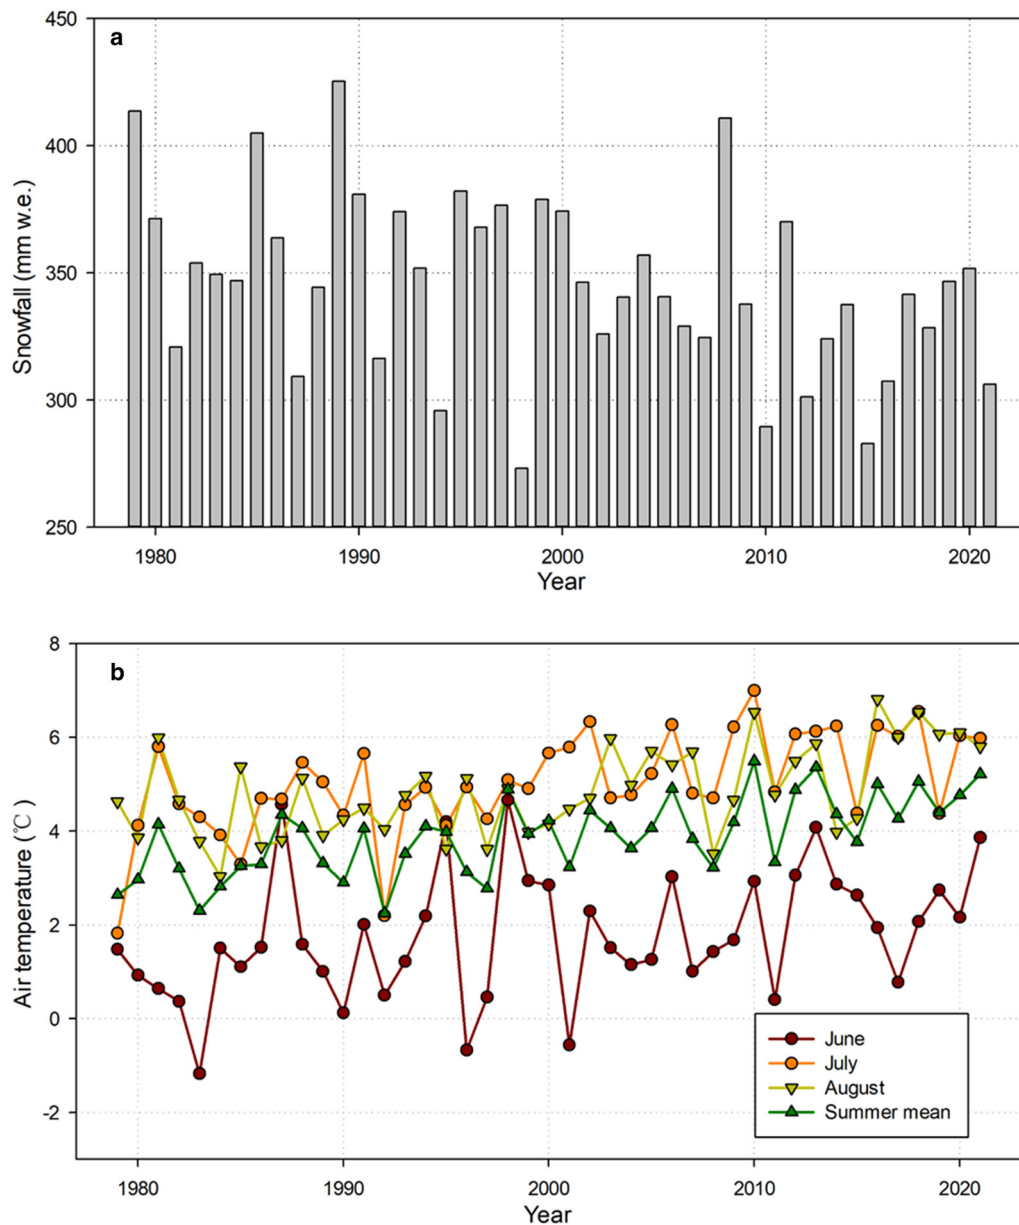 a
450
400
350
300
250
Snowfall (mm w.e.)
1980 1990 2000 2010 2020
Year
b
8
6
4
2
0
-2
Air temperature (℃)
June
July
August
Summer mean
1980 1990 2000 2010 2020
Year